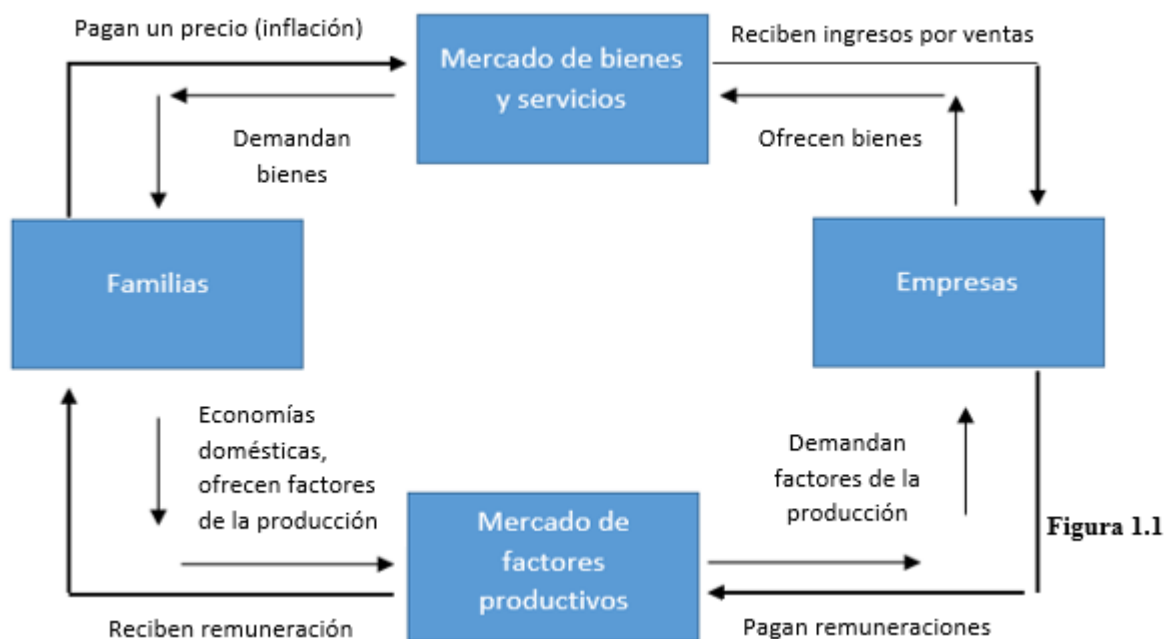 Pagan un precio (inflación)
Mercado de bienes
y servicios
Reciben ingresos por ventas
Demandan
bienes
Ofrecen bienes
Familias
Empresas
Economías
domésticas,
ofrecen factores
de la producción
Demandan
factores de la
producción
Mercado de
factores
productivos
Figura 1.1
Reciben remuneración
Pagan remuneraciones